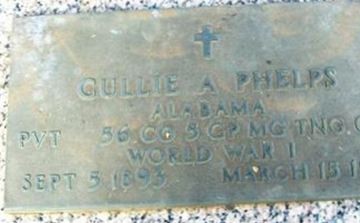 GULLIE A PHELPS
ALABAMA
PVT 56 CO 5 GP MG TNG
WORLD WAR I
SEPT 5 1893 MARCH 15